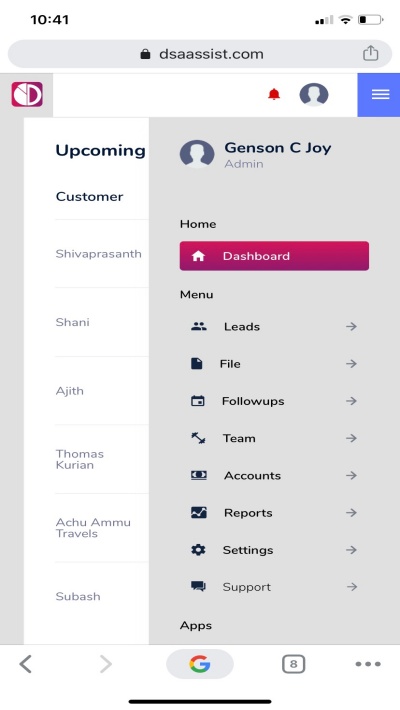 10:41
dsaassist.com
Upcoming
Customer
Shivaprasanth
Shani
Ajith
Thomas
Kurian
Achu Ammu
Travels
Subash
Genson C Joy
Admin
Home
Dashboard
Menu
Leads
File
Followups
Team
Accounts
Reports
Settings
Support
Apps
8